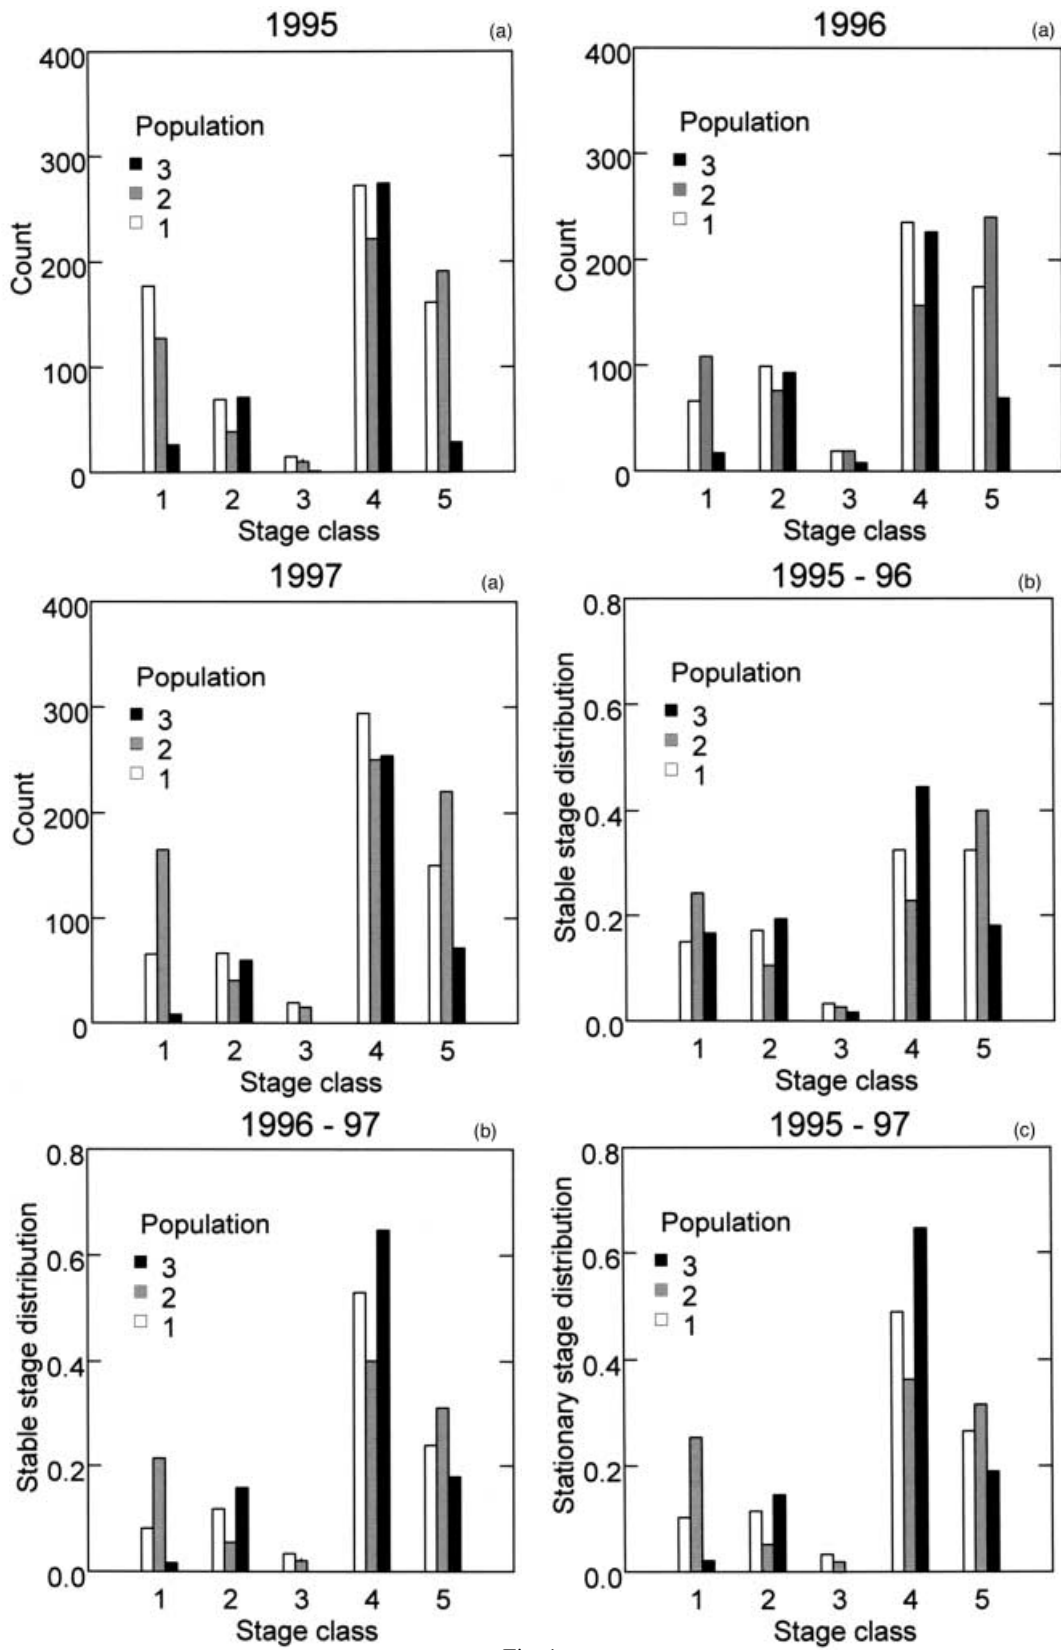 1995 (a)
400
300
200
100
0
Count
Population
3
2
1
1 2 3 4 5
Stage class
1996 (a)
400
300
200
100
0
Count
Population
3
2
1
1 2 3 4 5
Stage class
1997 (a)
400
300
200
100
0
Count
Population
3
2
1
1 2 3 4 5
Stage class
1995 - 96 (b)
0.8
0.6
0.4
0.2
0.0
Stable stage distribution
Population
3
2
1
1 2 3 4 5
Stage class
1996 - 97 (b)
0.8
0.6
0.4
0.2
0.0
Stable stage distribution
Population
3
2
1
1 2 3 4 5
Stage class
1995 - 97 (c)
0.8
0.6
0.4
0.2
0.0
Stationary stage distribution
Population
3
2
1
1 2 3 4 5
Stage class